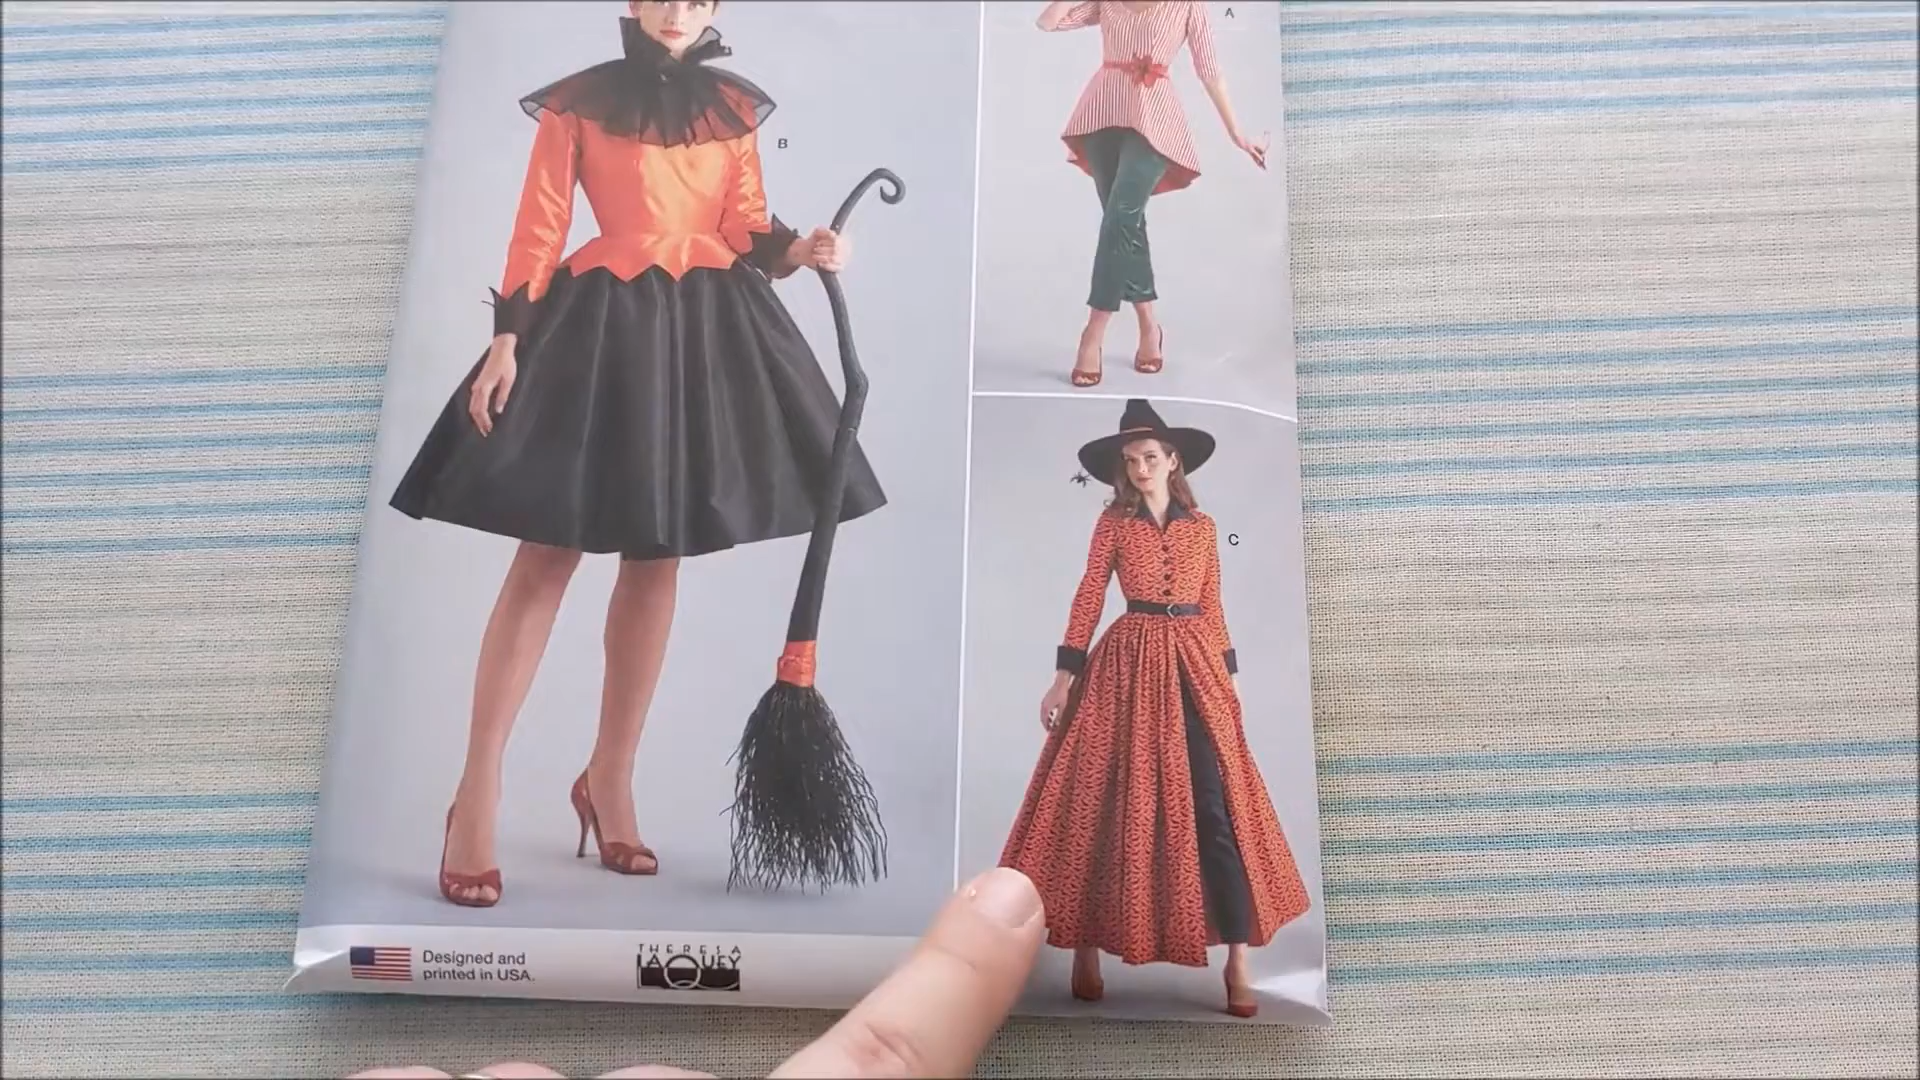 A
B
C
Designed and
printed in USA.
THERESA
LAQUEY